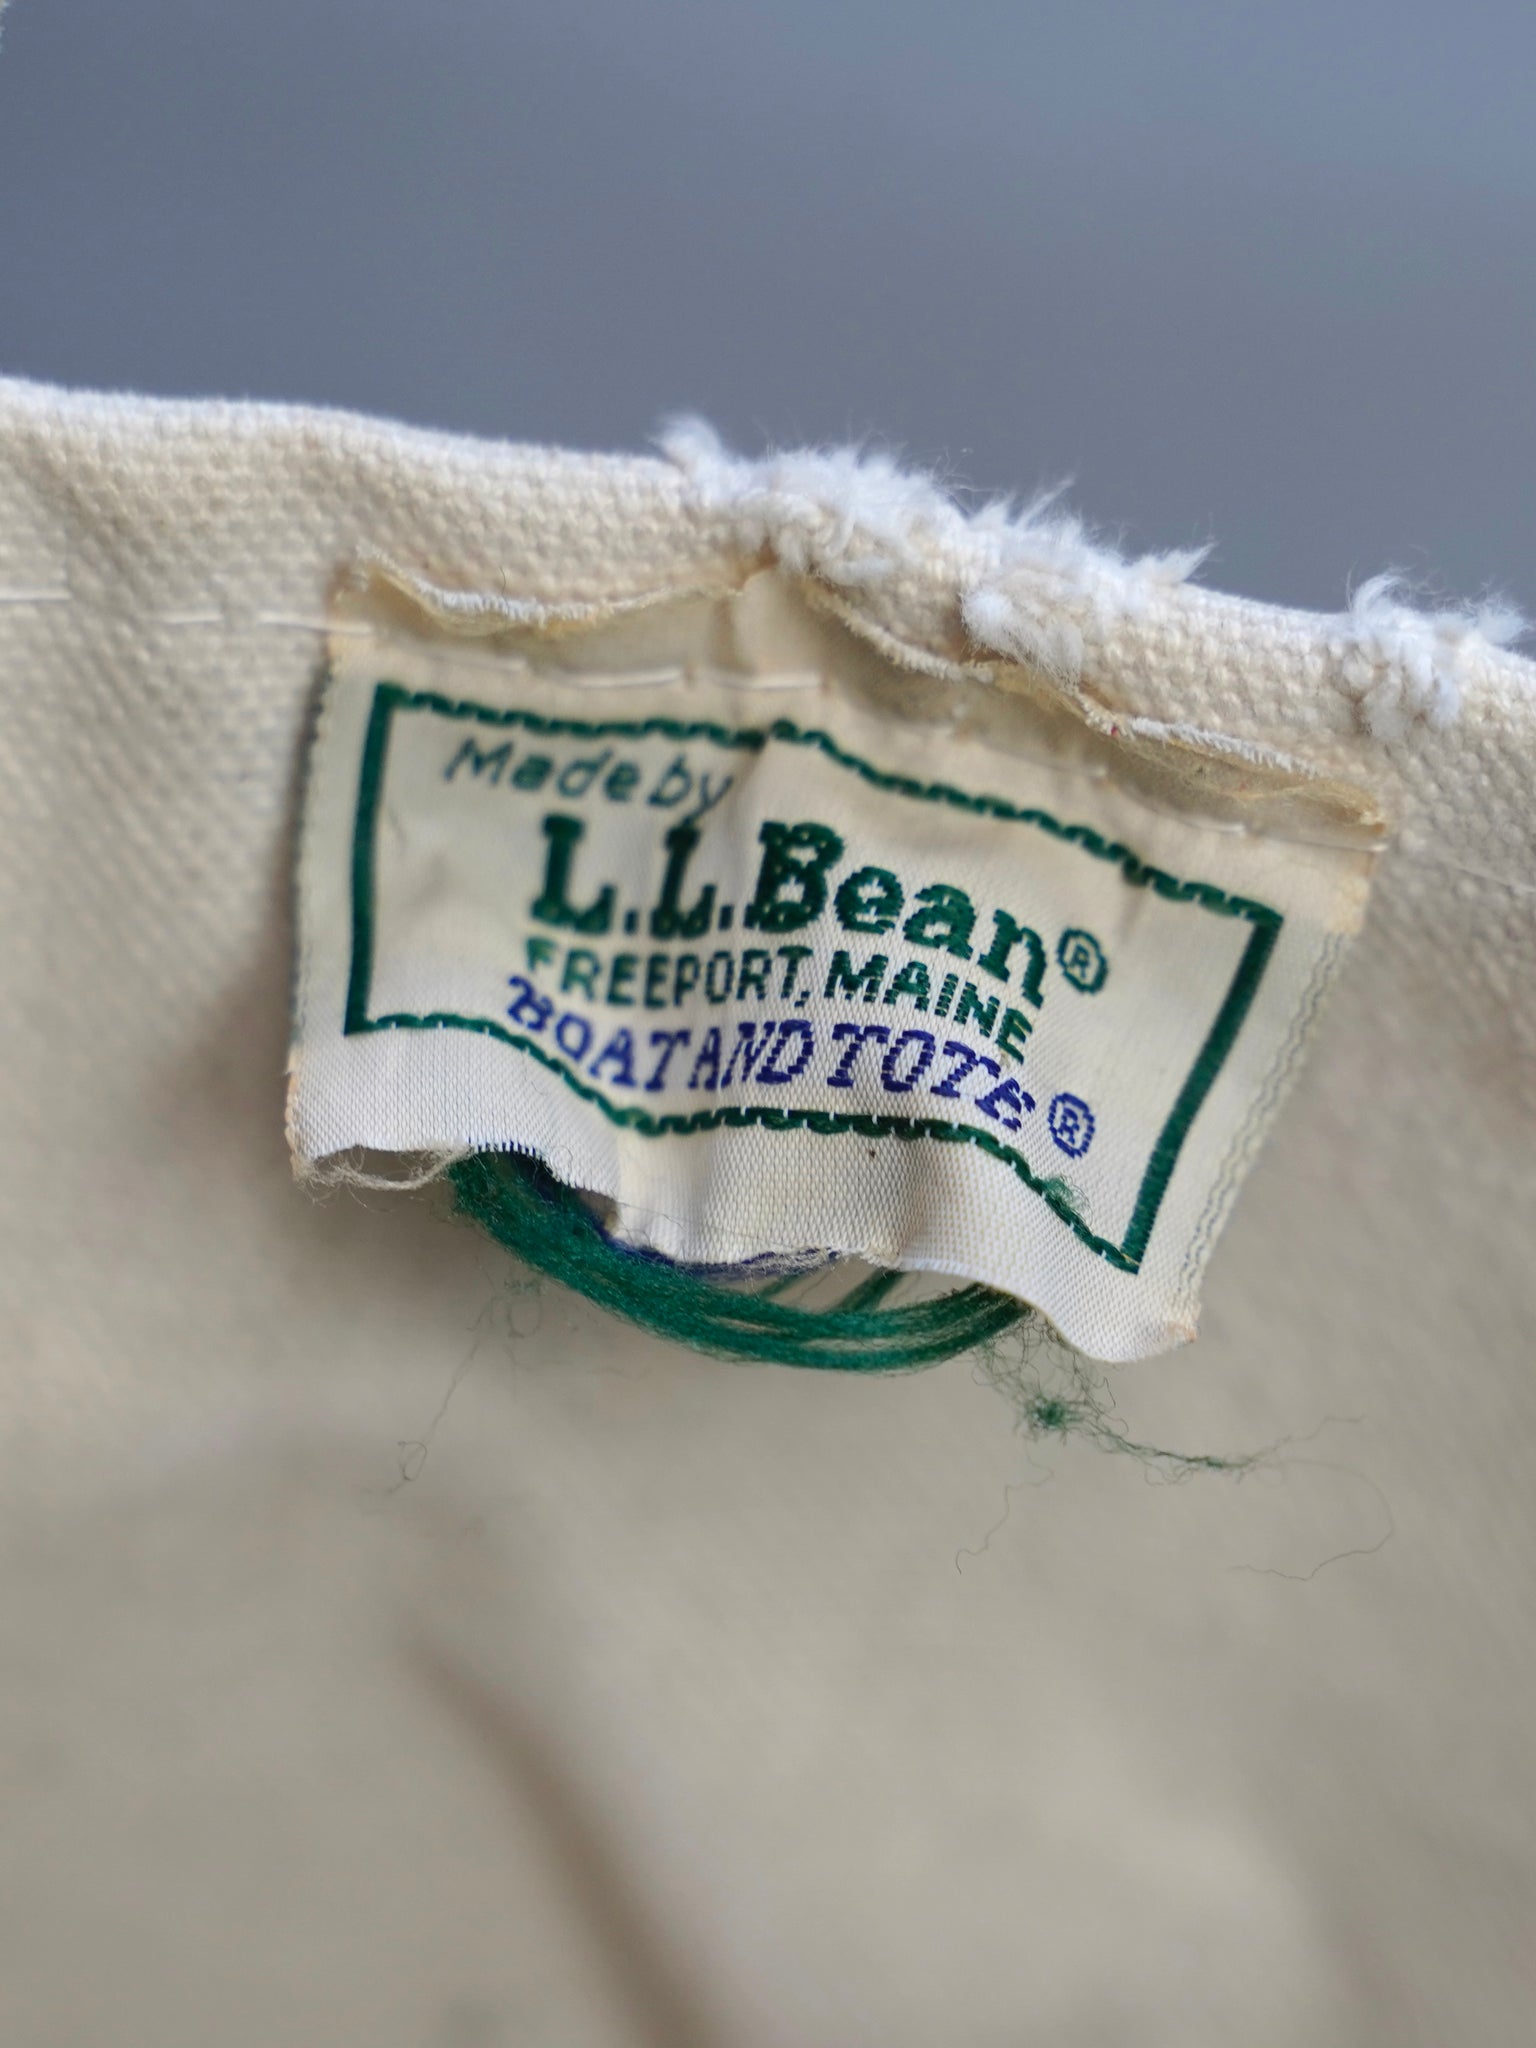 Made by
L.L.Bean®
FREEPORT, MAINE
BOAT AND TOTE®